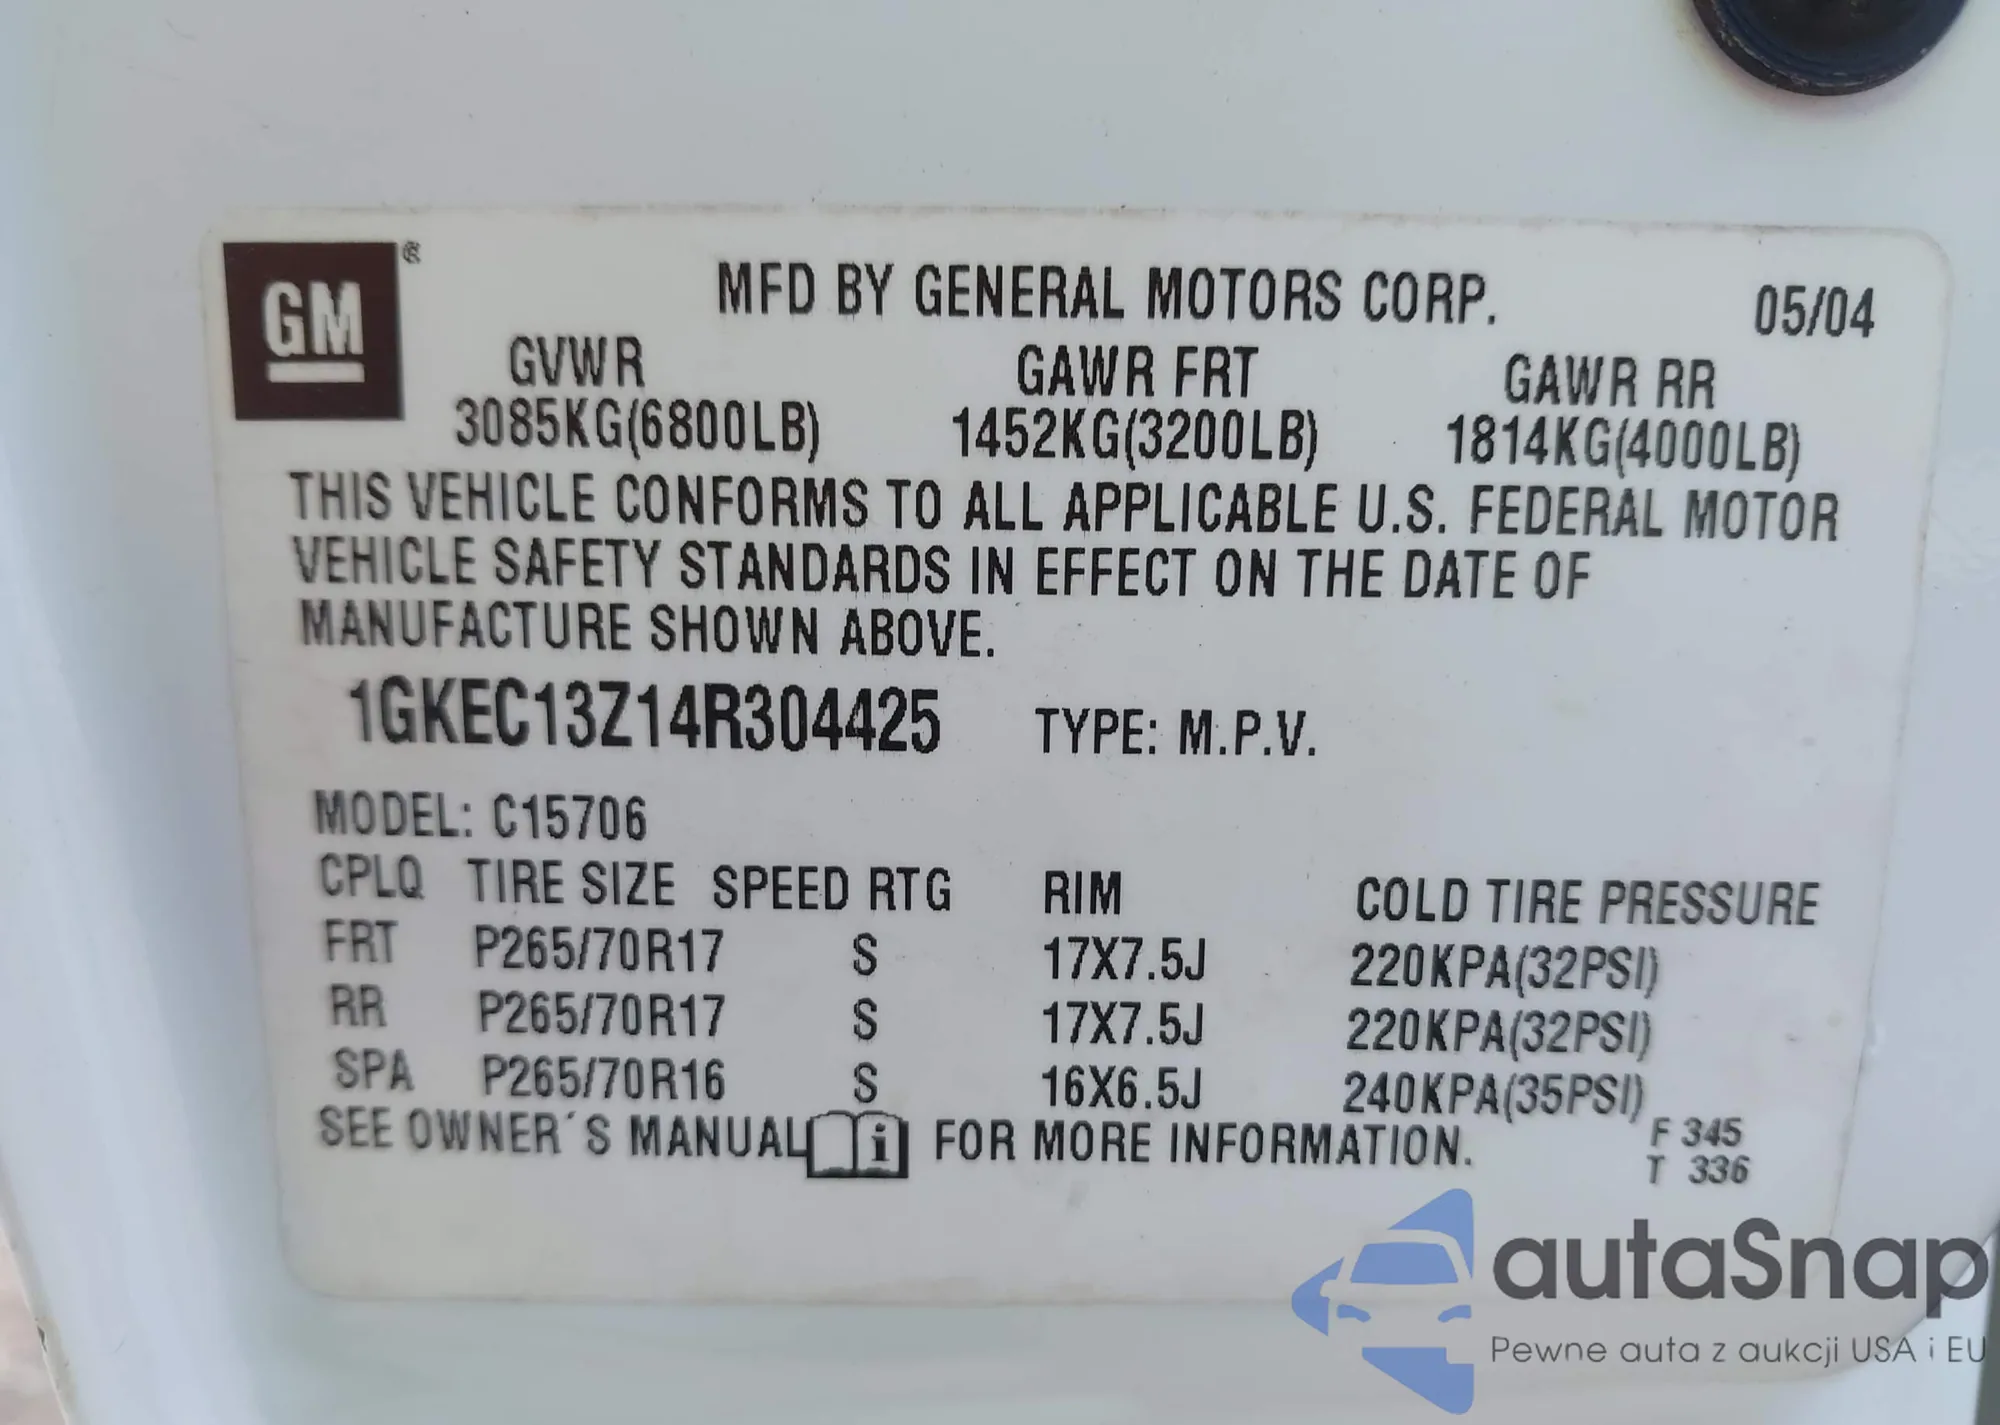 GM®
MFD BY GENERAL MOTORS CORP. 05/04
GVWR GAWR FRT GAWR RR
3085KG(6800LB) 1452KG(3200LB) 1814KG(4000LB)
THIS VEHICLE CONFORMS TO ALL APPLICABLE U.S. FEDERAL MOTOR
VEHICLE SAFETY STANDARDS IN EFFECT ON THE DATE OF
MANUFACTURE SHOWN ABOVE.
1GKEC13Z14R304425 TYPE: M.P.V.
MODEL: C15706
CPLQ TIRE SIZE SPEED RTG RIM COLD TIRE PRESSURE
FRT P265/70R17 S 17X7.5J 220KPA(32PSI)
RR P265/70R17 S 17X7.5J 220KPA(32PSI)
SPA P265/70R16 S 16X6.5J 240KPA(35PSI)
SEE OWNER´S MANUAL i FOR MORE INFORMATION.
F 345
T 336
autaSnap
Pewne auta z aukcji USA i EU